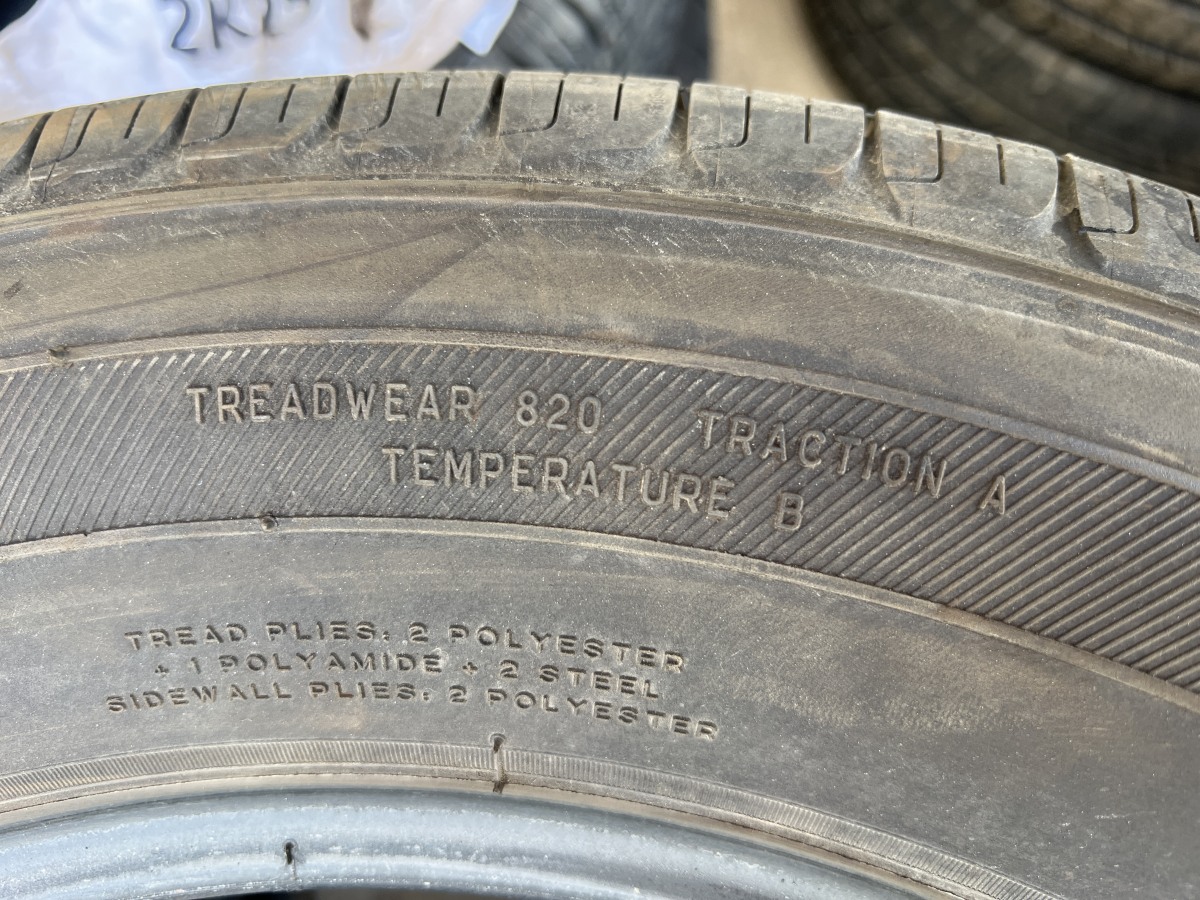 TREADWEAR 820 TRACTION A
TEMPERATURE B
TREAD PLIES: 2 POLYESTER
+ 1 POLYAMIDE + 2 STEEL
SIDEWALL PLIES: 2 POLYESTER